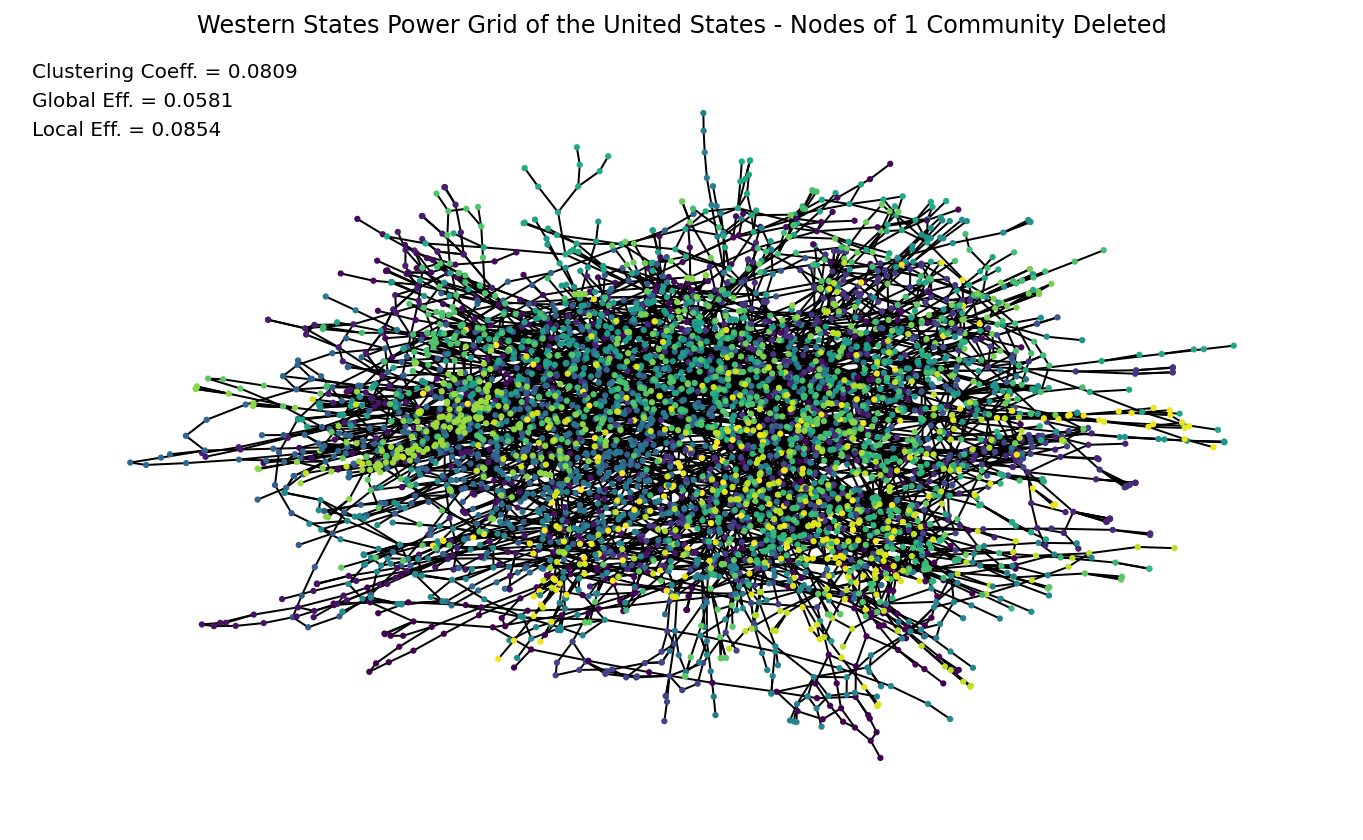 Western States Power Grid of the United States - Nodes of 1 Community Deleted
Clustering Coeff. = 0.0809
Global Eff. = 0.0581
Local Eff. = 0.0854